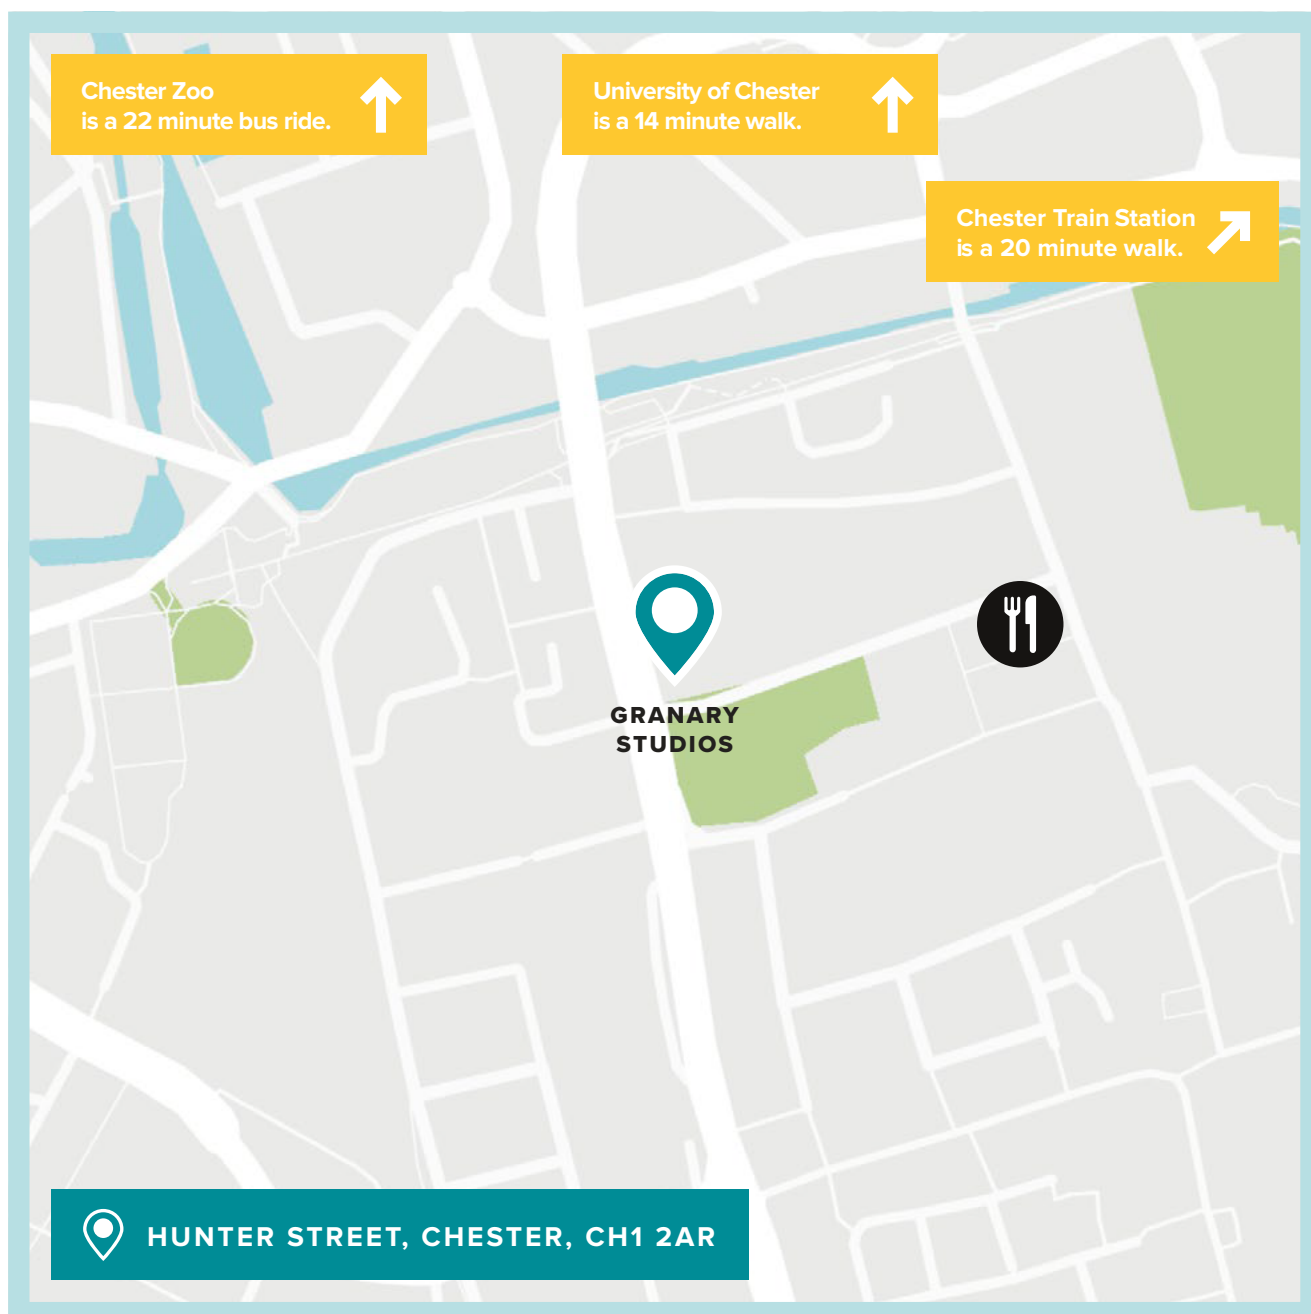 Chester Zoo
is a 22 minute bus ride.
University of Chester
is a 14 minute walk.
Chester Train Station
is a 20 minute walk.
GRANARY
STUDIOS
HUNTER STREET, CHESTER, CH1 2AR